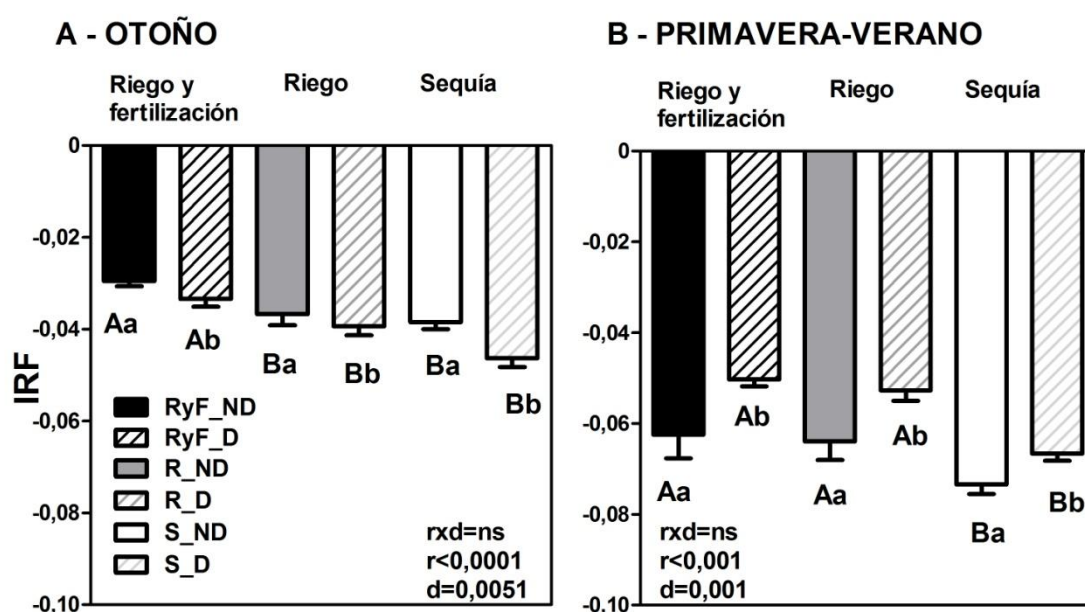 A - OTOÑO
Riego y
fertilización
Riego
Sequía
0
-0,02
-0,04
-0,06
-0,08
-0,10
IRF
Aa
Ab
Ba
Bb
Ba
Bb
RyF_ND
RyF_D
R_ND
R_D
S_ND
S_D
rxd=ns
r<0,0001
d=0,0051
B - PRIMAVERA-VERANO
Riego y
fertilización
Riego
Sequía
0
-0,02
-0,04
-0,06
-0,08
-0,10
Aa
Ab
Aa
Ab
Ba
Bb
rxd=ns
r<0,001
d=0,001